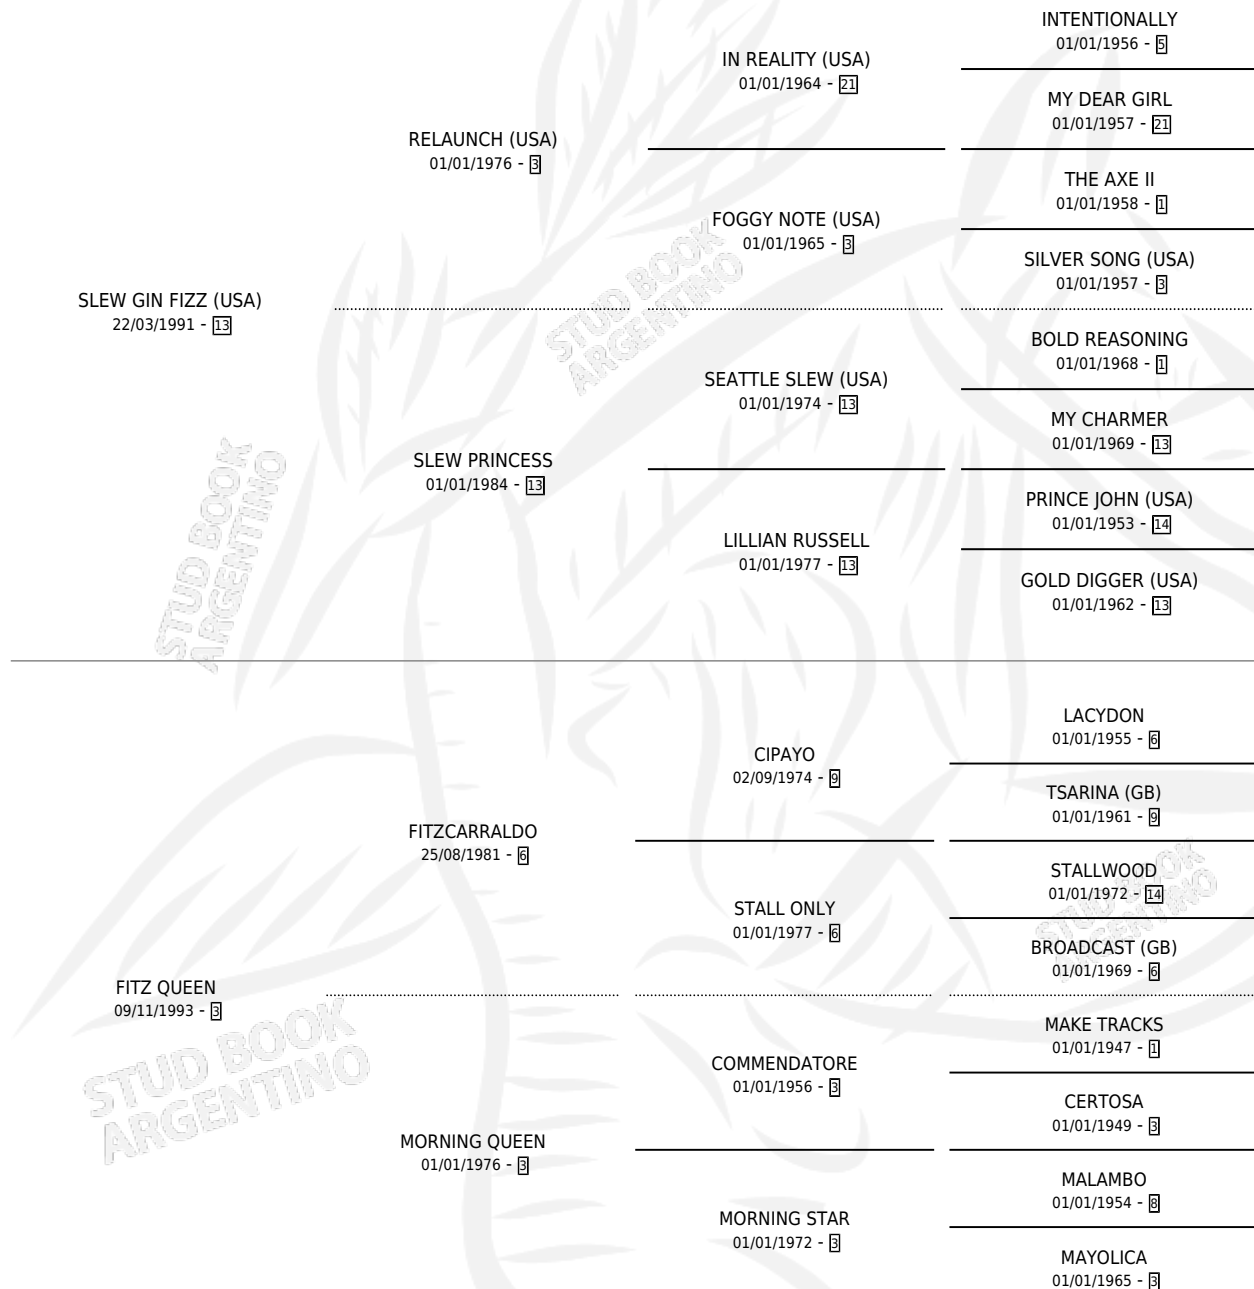 INTENTIONALLY
01/01/1956 - 5
IN REALITY (USA)
01/01/1964 - 21
MY DEAR GIRL
01/01/1957 - 21
RELAUNCH (USA)
01/01/1976 - 3
THE AXE II
01/01/1958 - 1
FOGGY NOTE (USA)
01/01/1965 - 3
SILVER SONG (USA)
01/01/1957 - 3
SLEW GIN FIZZ (USA)
22/03/1991 - 13
BOLD REASONING
01/01/1968 - 1
SEATTLE SLEW (USA)
01/01/1974 - 13
MY CHARMER
01/01/1969 - 13
SLEW PRINCESS
01/01/1984 - 13
PRINCE JOHN (USA)
01/01/1953 - 14
LILLIAN RUSSELL
01/01/1977 - 13
GOLD DIGGER (USA)
01/01/1962 - 13
LACYDON
01/01/1955 - 6
CIPAYO
02/09/1974 - 9
TSARINA (GB)
01/01/1961 - 9
FITZCARRALDO
25/08/1981 - 6
STALLWOOD
01/01/1972 - 14
STALL ONLY
01/01/1977 - 6
BROADCAST (GB)
01/01/1969 - 6
FITZ QUEEN
09/11/1993 - 3
MAKE TRACKS
01/01/1947 - 1
COMMENDATORE
01/01/1956 - 3
CERTOSA
01/01/1949 - 3
MORNING QUEEN
01/01/1976 - 3
MALAMBO
01/01/1954 - 8
MORNING STAR
01/01/1972 - 3
MAYOLICA
01/01/1965 - 3
STUD BOOK
ARGENTINO
STUD BOOK
ARGENTINO
STUD BOOK
ARGENTINO
STUD BOOK
ARGENTINO